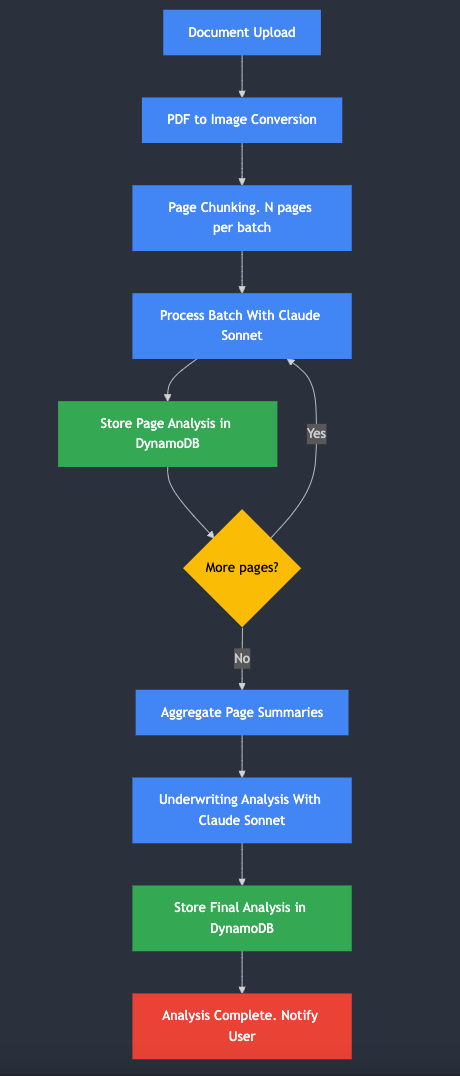 Document Upload
PDF to Image Conversion
Page Chunking. N pages
per batch
Process Batch With Claude
Sonnet
Store Page Analysis in
DynamoDB
Yes
More pages?
No
Aggregate Page Summaries
Underwriting Analysis With
Claude Sonnet
Store Final Analysis in
DynamoDB
Analysis Complete. Notify
User